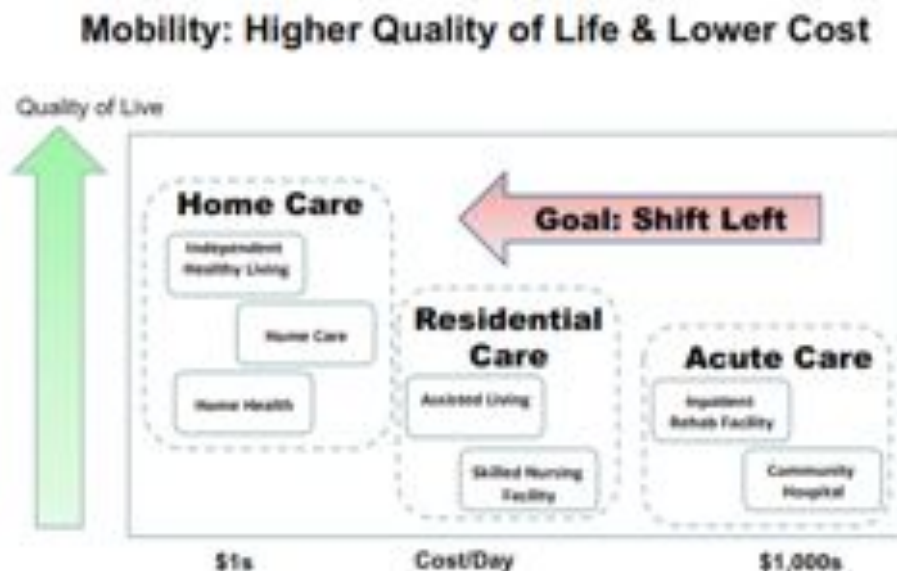 Mobility: Higher Quality of Life & Lower Cost
Quality of Live
Home Care
Independent
Healthy Living
Home Care
Home Health
Goal: Shift Left
Residential
Care
Assisted Living
Skilled Nursing
Facility
Acute Care
Inpatient
Rehab Facility
Community
Hospital
$1s
Cost/Day
$1,000s